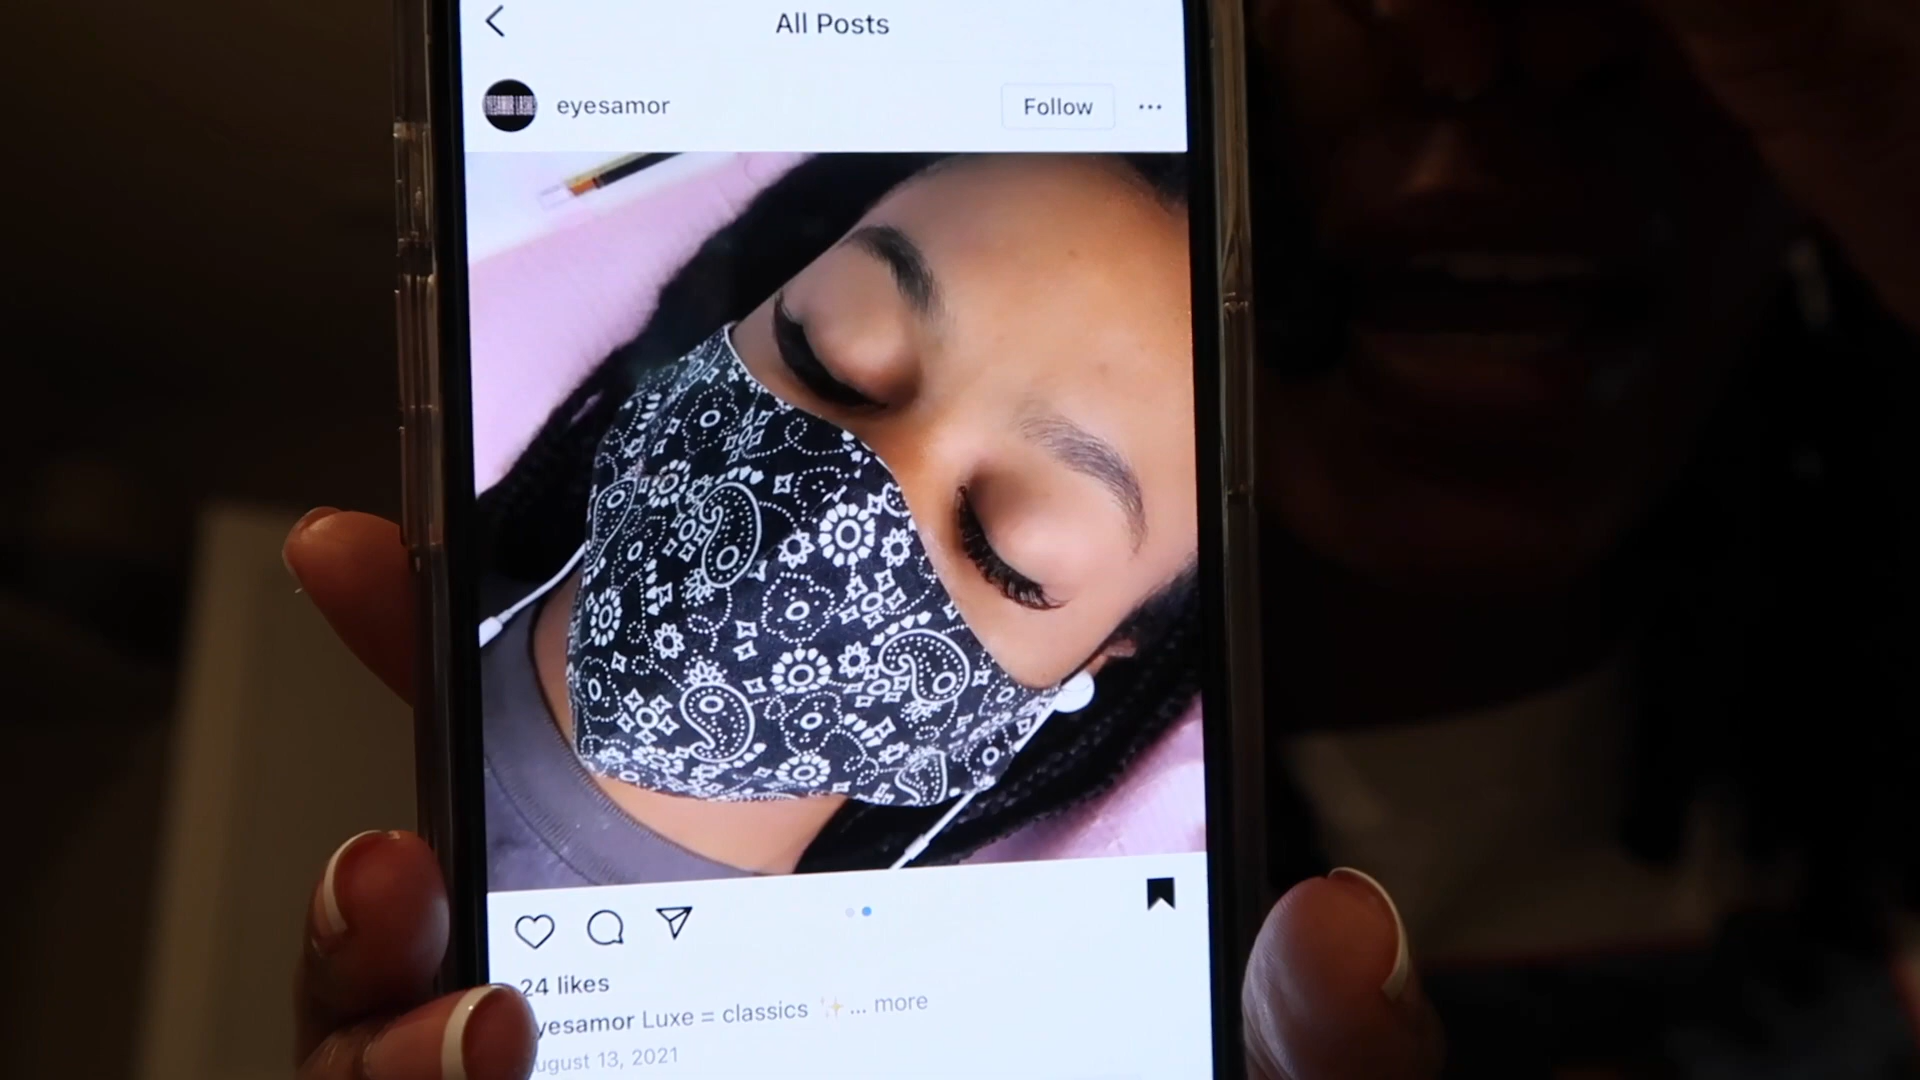 All Posts
eyesamor
Follow
24 likes
yesamor Luxe = classics ✨... more
ugust 13, 2021